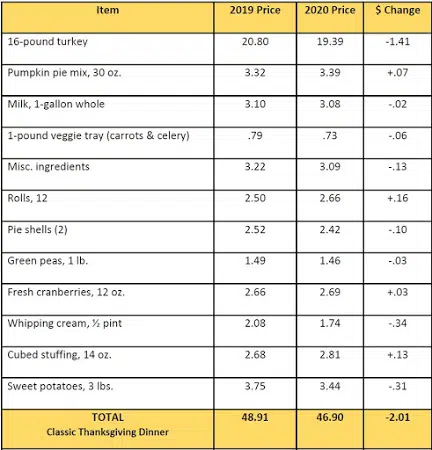 Item 2019 Price 2020 Price $ Change
16-pound turkey 20.80 19.39 -1.41
Pumpkin pie mix, 30 oz. 3.32 3.39 +.07
Milk, 1-gallon whole 3.10 3.08 -.02
1-pound veggie tray (carrots & celery) .79 .73 -.06
Misc. ingredients 3.22 3.09 -.13
Rolls, 12 2.50 2.66 +.16
Pie shells (2) 2.52 2.42 -.10
Green peas, 1 lb. 1.49 1.46 -.03
Fresh cranberries, 12 oz. 2.66 2.69 +.03
Whipping cream, ½ pint 2.08 1.74 -.34
Cubed stuffing, 14 oz. 2.68 2.81 +.13
Sweet potatoes, 3 lbs. 3.75 3.44 -.31
TOTAL 48.91 46.90 -2.01
Classic Thanksgiving Dinner